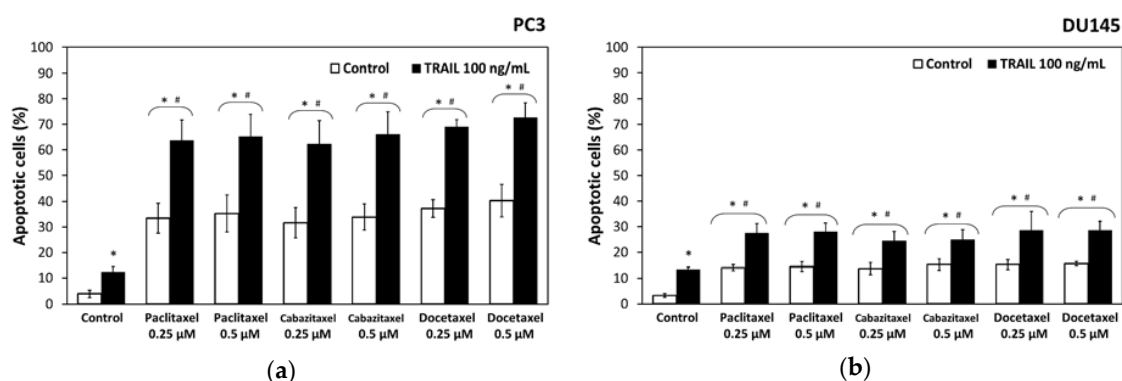 PC3
100
90
80
70
60
50
40
30
20
10
0
Apoptotic cells (%)
Control TRAIL 100 ng/mL
* # * # * # * # * # * #
*
Control Paclitaxel Paclitaxel Cabazitaxel Cabazitaxel Docetaxel Docetaxel
0.25 µM 0.5 µM 0.25 µM 0.5 µM 0.25 µM 0.5 µM
(a)
DU145
100
90
80
70
60
50
40
30
20
10
0
Apoptotic cells (%)
Control TRAIL 100 ng/mL
* # * # * # * # * # * #
*
Control Paclitaxel Paclitaxel Cabazitaxel Cabazitaxel Docetaxel Docetaxel
0.25 µM 0.5 µM 0.25 µM 0.5 µM 0.25 µM 0.5 µM
(b)